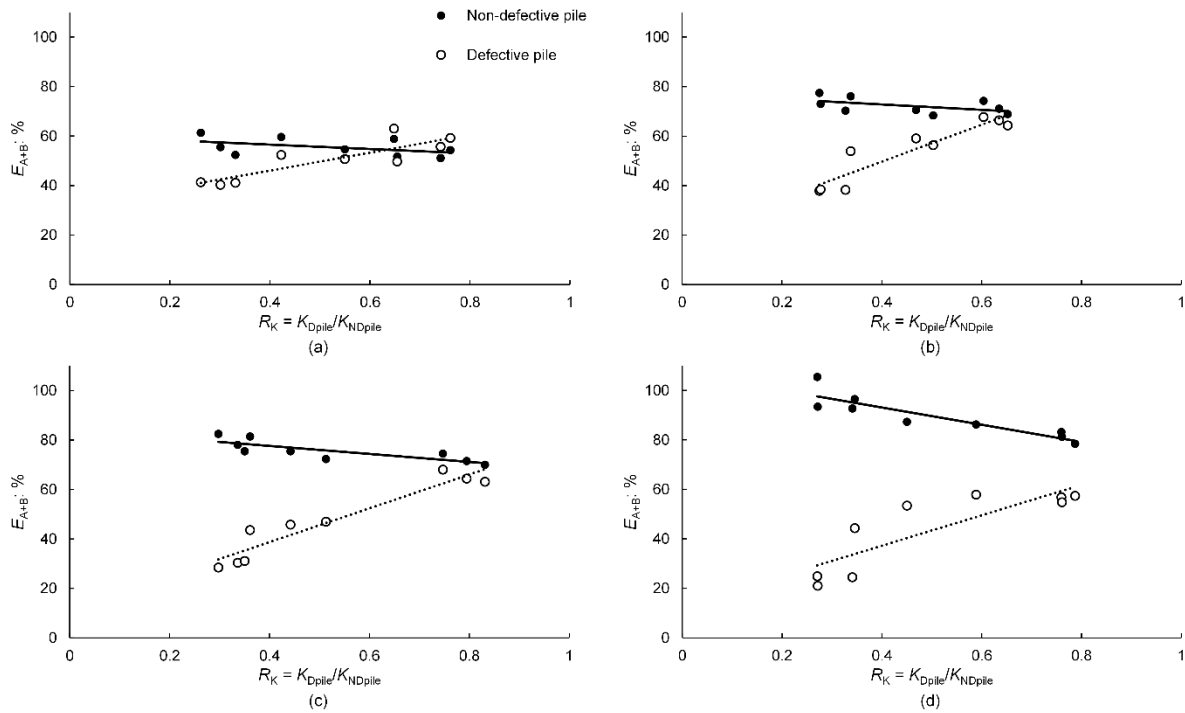 Non-defective pile
Defective pile
100
80
60
40
20
0
E_A+B: %
0 0.2 0.4 0.6 0.8 1
R_K = K_Dpile/K_NDpile
(a)
100
80
60
40
20
0
E_A+B: %
0 0.2 0.4 0.6 0.8 1
R_K = K_Dpile/K_NDpile
(b)
100
80
60
40
20
0
E_A+B: %
0 0.2 0.4 0.6 0.8 1
R_K = K_Dpile/K_NDpile
(c)
100
80
60
40
20
0
E_A+B: %
0 0.2 0.4 0.6 0.8 1
R_K = K_Dpile/K_NDpile
(d)